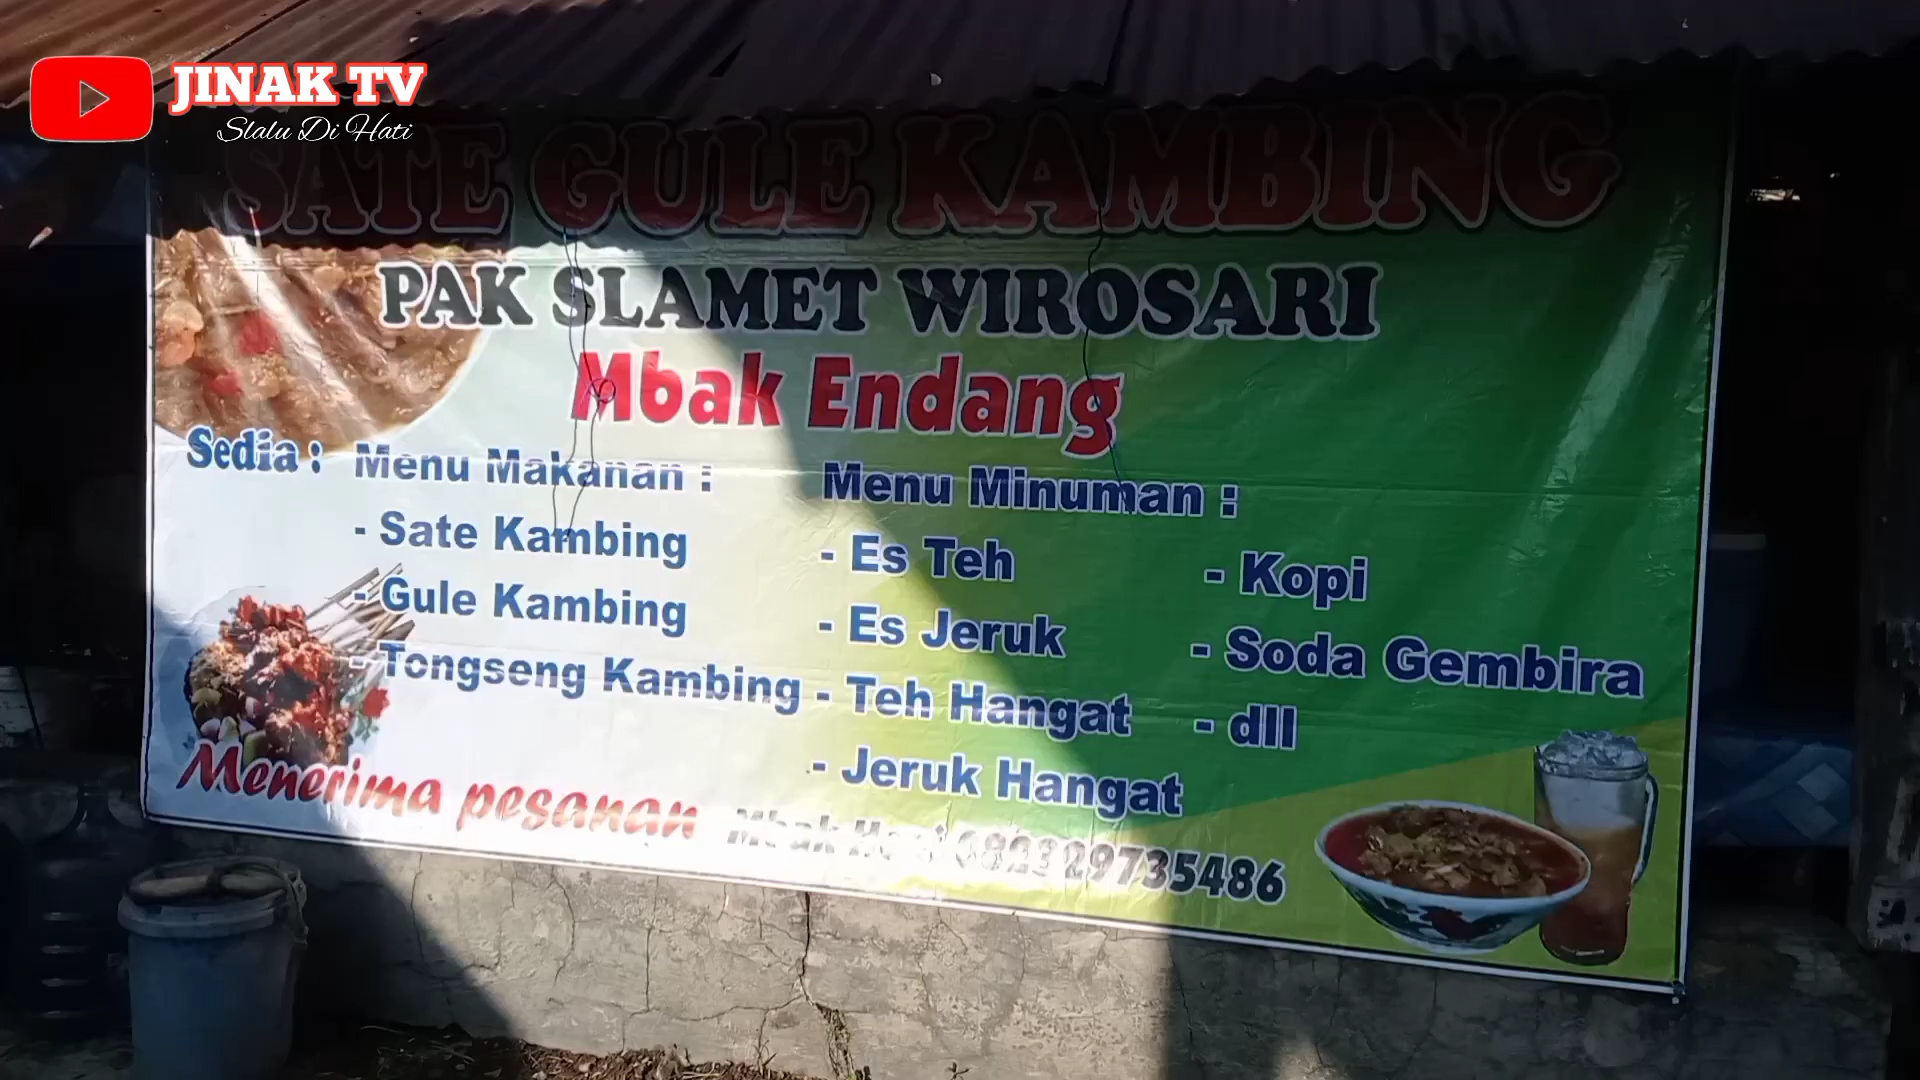 JINAK TV
Slalu Di Hati
SATE GULE KAMBING
PAK SLAMET WIROSARI
Mbak Endang
Sedia : Menu Makanan :
- Sate Kambing
- Gule Kambing
- Tongseng Kambing
Menu Minuman :
- Es Teh
- Es Jeruk
- Teh Hangat
- Jeruk Hangat
- Kopi
- Soda Gembira
- dll
Menerima pesanan
Mbak 082329735486